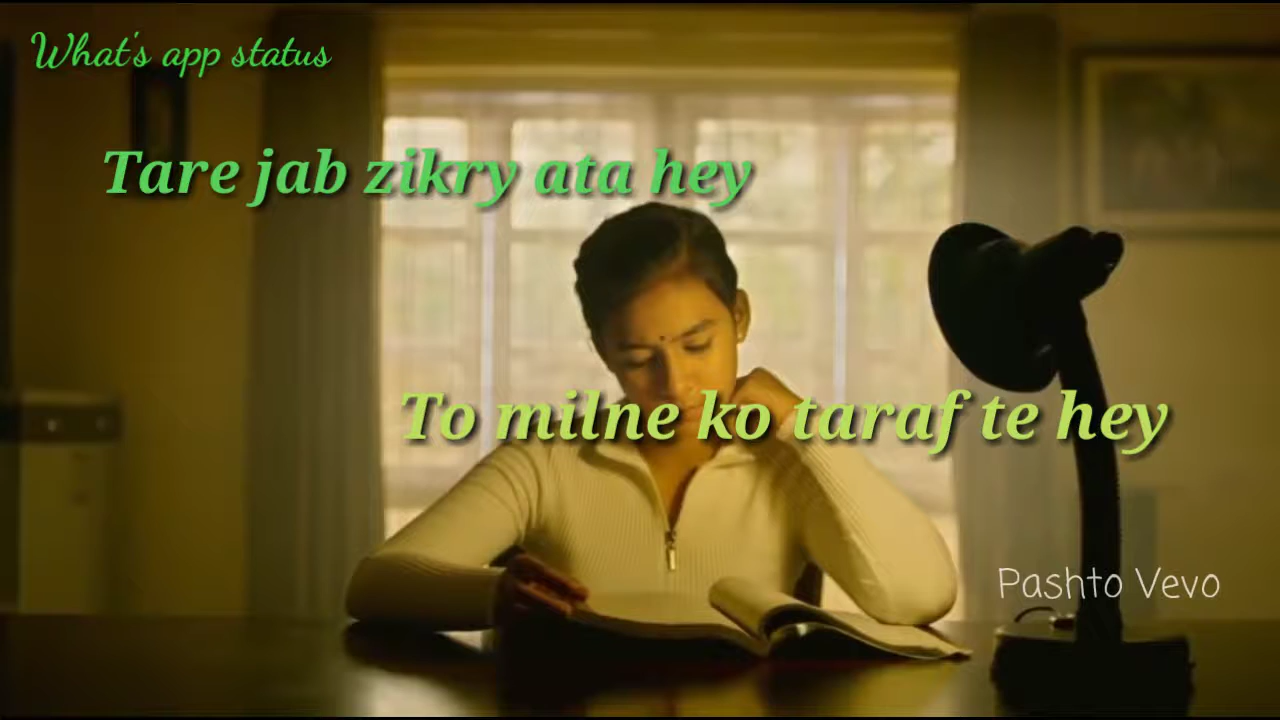 What's app status
Tare jab zikry ata hey
To milne ko taraf te hey
Pashto Vevo